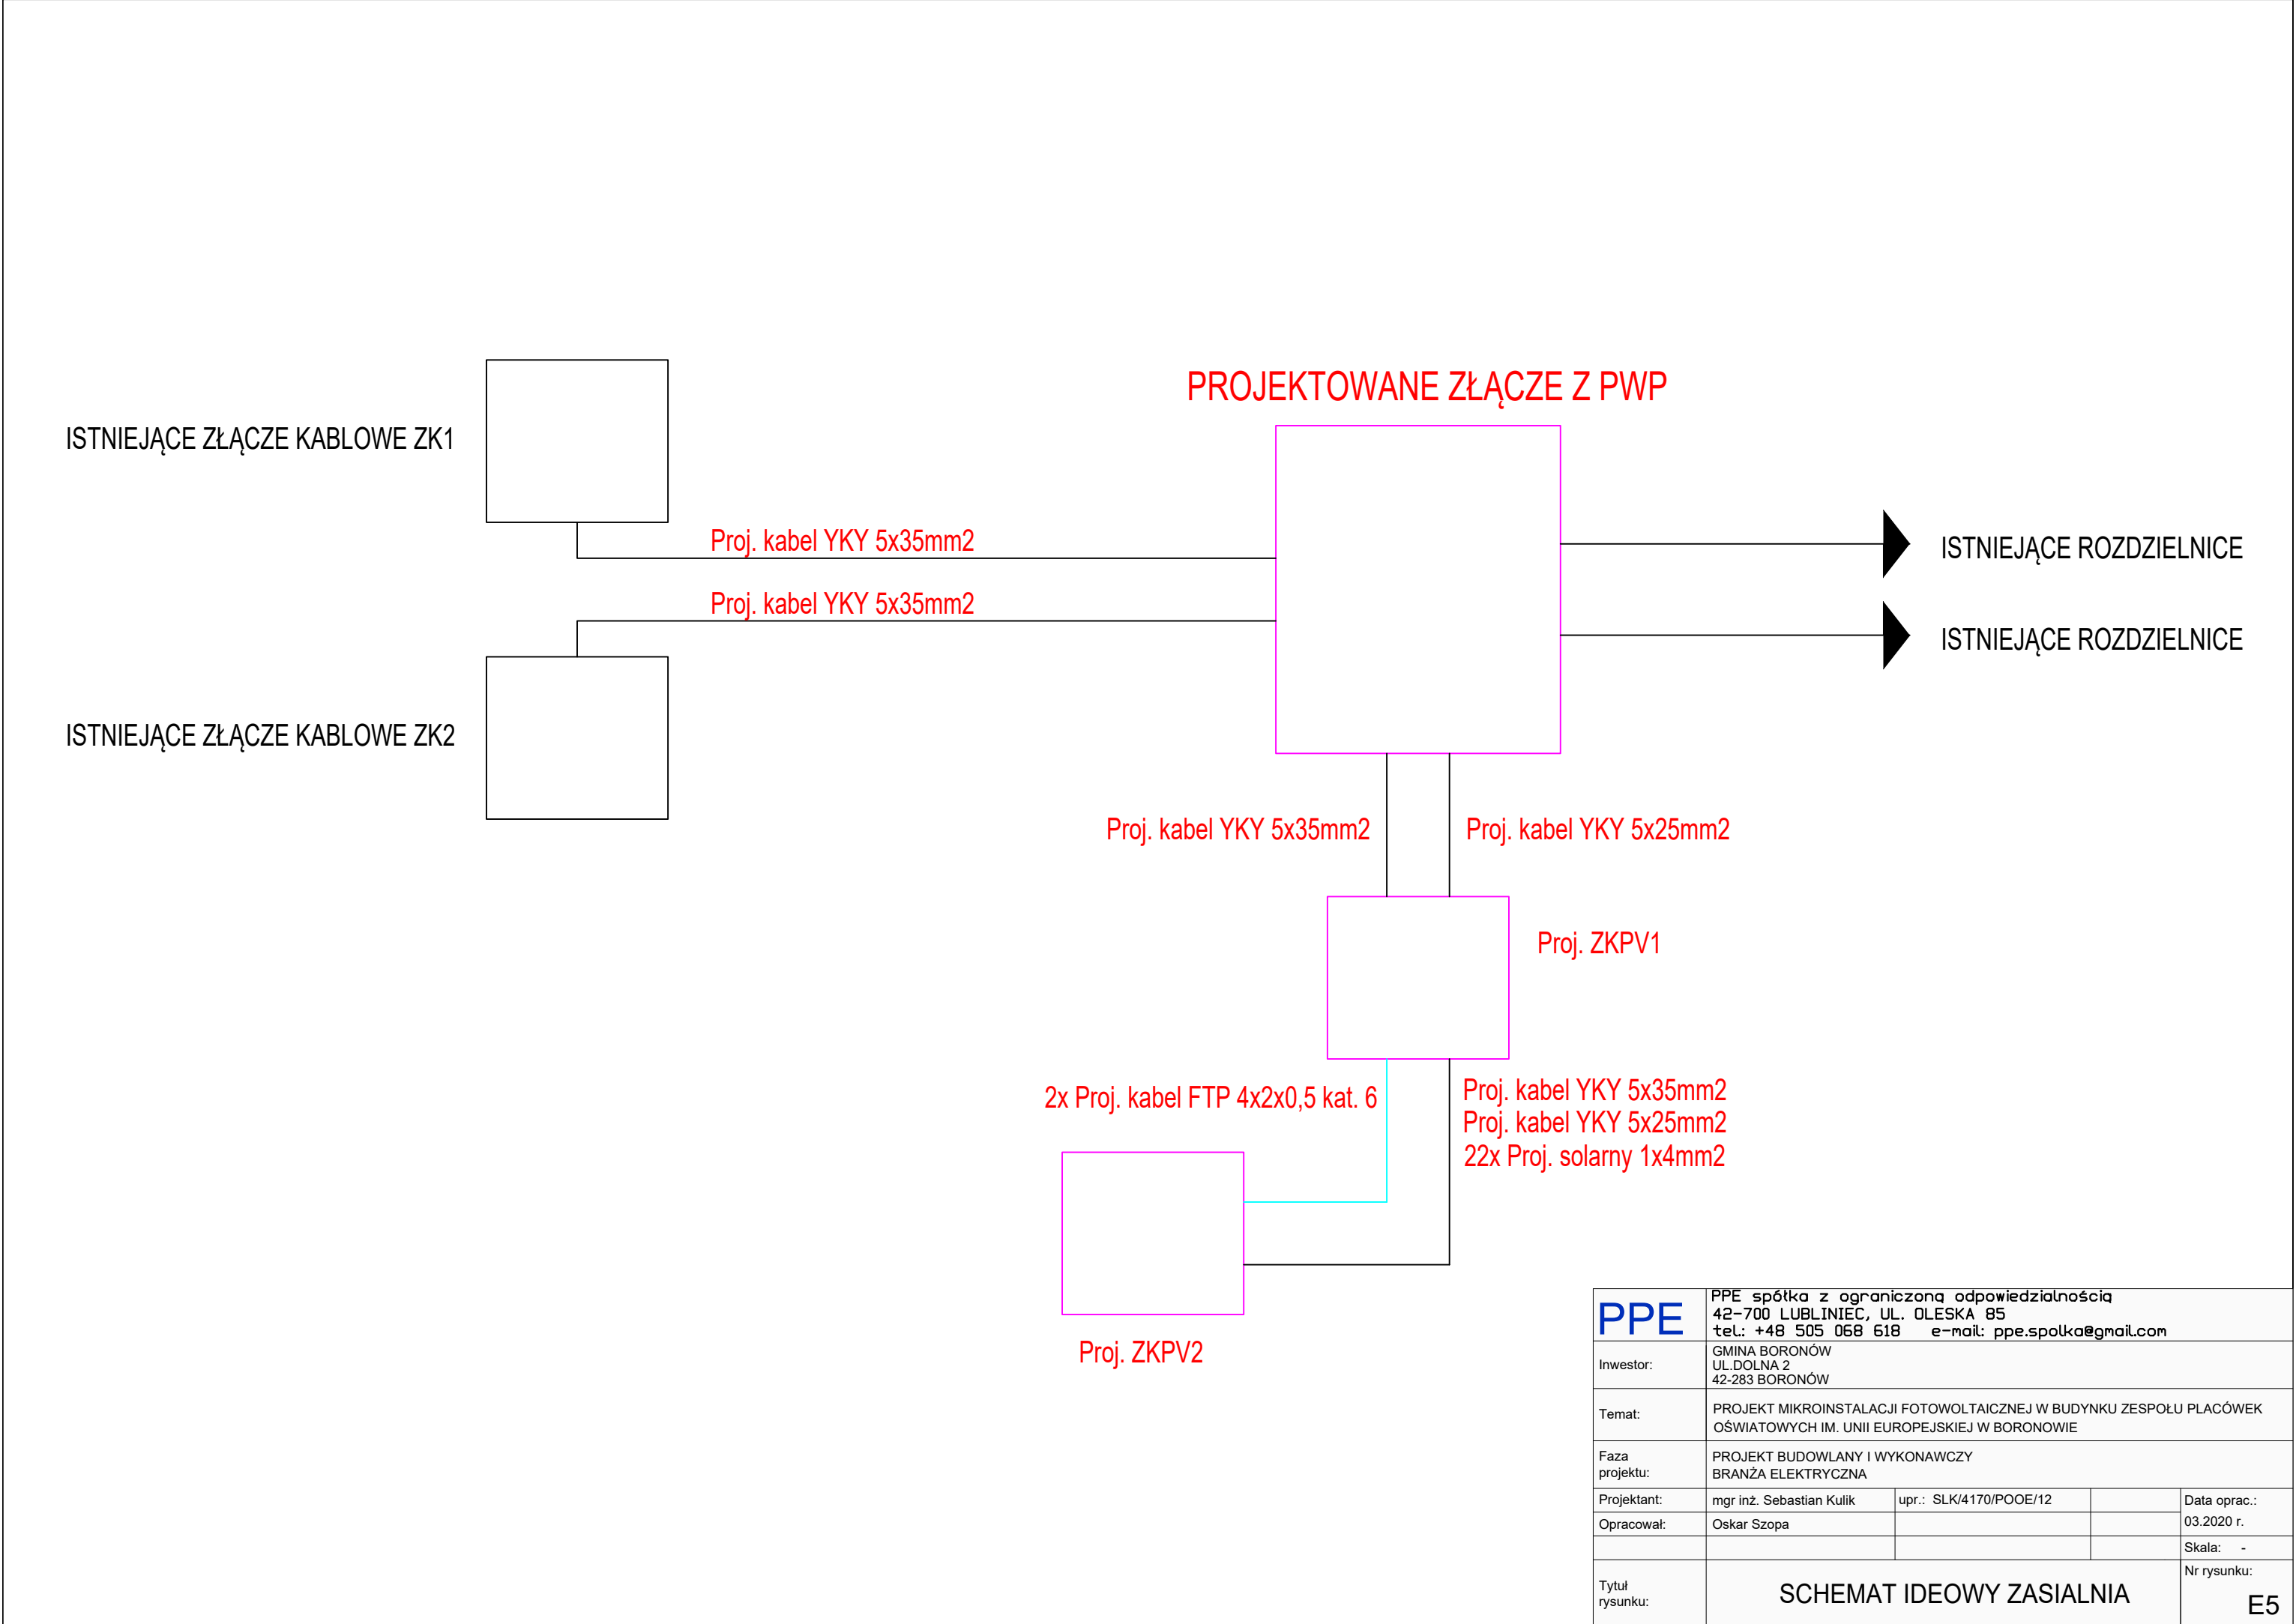 PROJEKTOWANE ZŁĄCZE Z PWP
ISTNIEJĄCE ZŁĄCZE KABLOWE ZK1
Proj. kabel YKY 5x35mm2
ISTNIEJĄCE ROZDZIELNICE
Proj. kabel YKY 5x35mm2
ISTNIEJĄCE ROZDZIELNICE
ISTNIEJĄCE ZŁĄCZE KABLOWE ZK2
Proj. kabel YKY 5x35mm2
Proj. kabel YKY 5x25mm2
Proj. ZKPV1
2x Proj. kabel FTP 4x2x0,5 kat. 6
Proj. kabel YKY 5x35mm2
Proj. kabel YKY 5x25mm2
22x Proj. solarny 1x4mm2
Proj. ZKPV2
PPE
PPE spółka z ograniczoną odpowiedzialnością
42-700 LUBLINIEC, UL. OLESKA 85
tel.: +48 505 068 618 e-mail: ppe.spolka@gmail.com
Inwestor:
GMINA BORONÓW
UL.DOLNA 2
42-283 BORONÓW
Temat:
PROJEKT MIKROINSTALACJI FOTOWOLTAICZNEJ W BUDYNKU ZESPOŁU PLACÓWEK
OŚWIATOWYCH IM. UNII EUROPEJSKIEJ W BORONOWIE
Faza
projektu:
PROJEKT BUDOWLANY I WYKONAWCZY
BRANŻA ELEKTRYCZNA
Projektant:
mgr inż. Sebastian Kulik
upr.: SLK/4170/POOE/12
Data oprac.:
03.2020 r.
Opracował:
Oskar Szopa
Skala: -
Tytuł
rysunku:
SCHEMAT IDEOWY ZASIALNIA
Nr rysunku:
E5